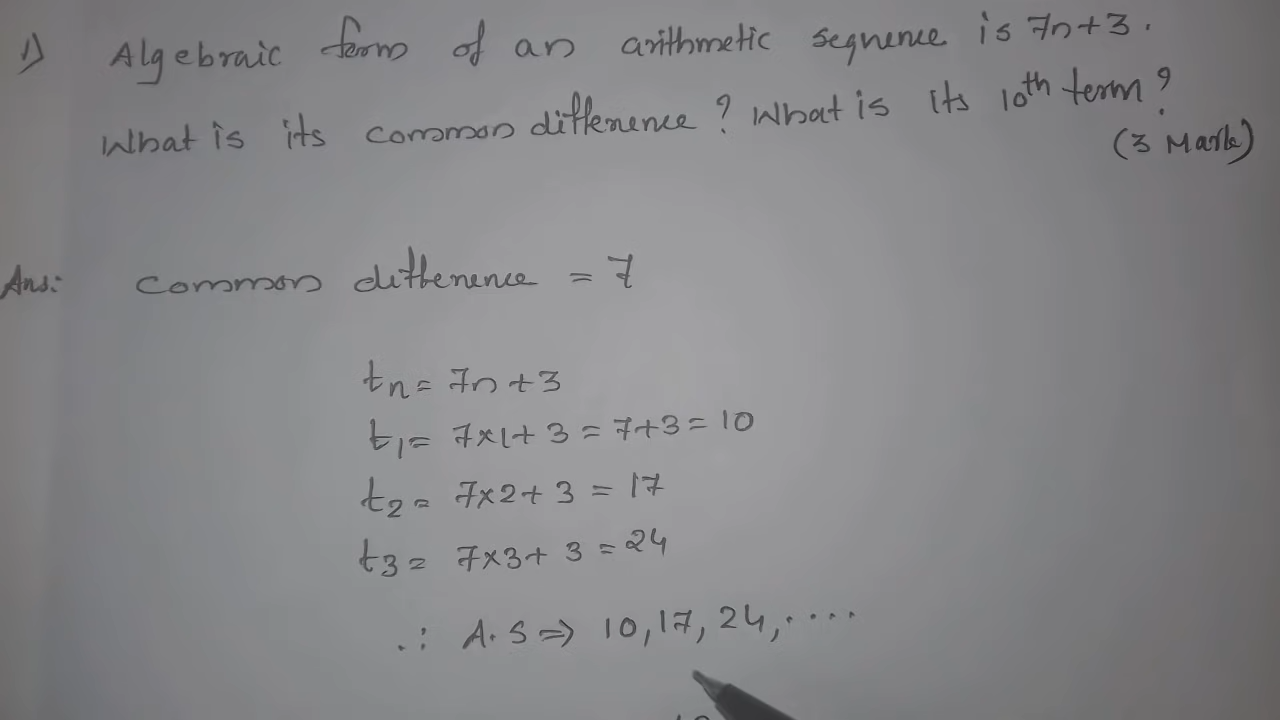 1) Algebraic form of an arithmetic sequence is 7n+3.
What is its common difference? What is its 10th term?
(3 Mark)
Ans: common difference = 7
tn = 7n+3
t1 = 7×1+3 = 7+3 = 10
t2 = 7×2+3 = 17
t3 = 7×3+3 = 24
∴ A.S ⇒ 10, 17, 24, ....